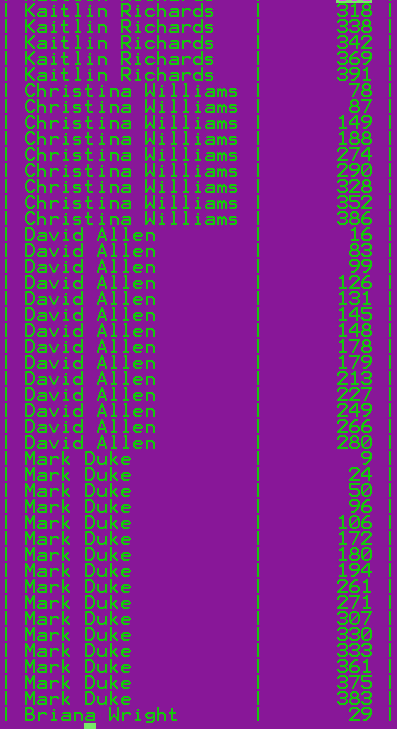 | Kaitlin Richards | 318 |
| Kaitlin Richards | 338 |
| Kaitlin Richards | 342 |
| Kaitlin Richards | 369 |
| Kaitlin Richards | 391 |
| Christina Williams | 78 |
| Christina Williams | 87 |
| Christina Williams | 149 |
| Christina Williams | 188 |
| Christina Williams | 274 |
| Christina Williams | 290 |
| Christina Williams | 328 |
| Christina Williams | 352 |
| Christina Williams | 386 |
| David Allen | 16 |
| David Allen | 83 |
| David Allen | 99 |
| David Allen | 126 |
| David Allen | 131 |
| David Allen | 145 |
| David Allen | 148 |
| David Allen | 178 |
| David Allen | 179 |
| David Allen | 213 |
| David Allen | 227 |
| David Allen | 249 |
| David Allen | 266 |
| David Allen | 280 |
| Mark Duke | 9 |
| Mark Duke | 24 |
| Mark Duke | 50 |
| Mark Duke | 96 |
| Mark Duke | 106 |
| Mark Duke | 172 |
| Mark Duke | 180 |
| Mark Duke | 194 |
| Mark Duke | 261 |
| Mark Duke | 271 |
| Mark Duke | 307 |
| Mark Duke | 330 |
| Mark Duke | 333 |
| Mark Duke | 361 |
| Mark Duke | 375 |
| Mark Duke | 383 |
| Briana Wright | 29 |